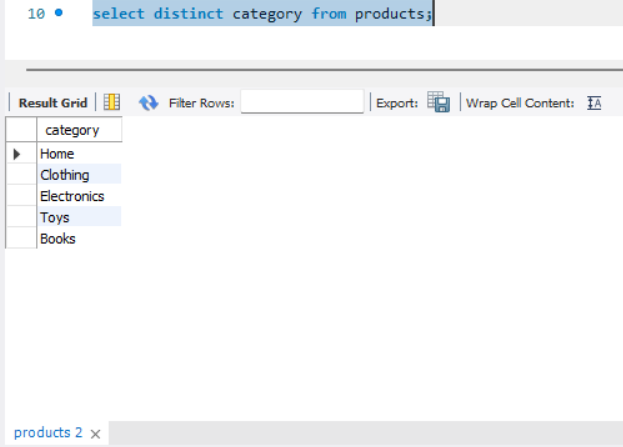 10 select distinct category from products;
Result Grid Filter Rows: Export: Wrap Cell Content: IA
category
Home
Clothing
Electronics
Toys
Books
products 2 ×